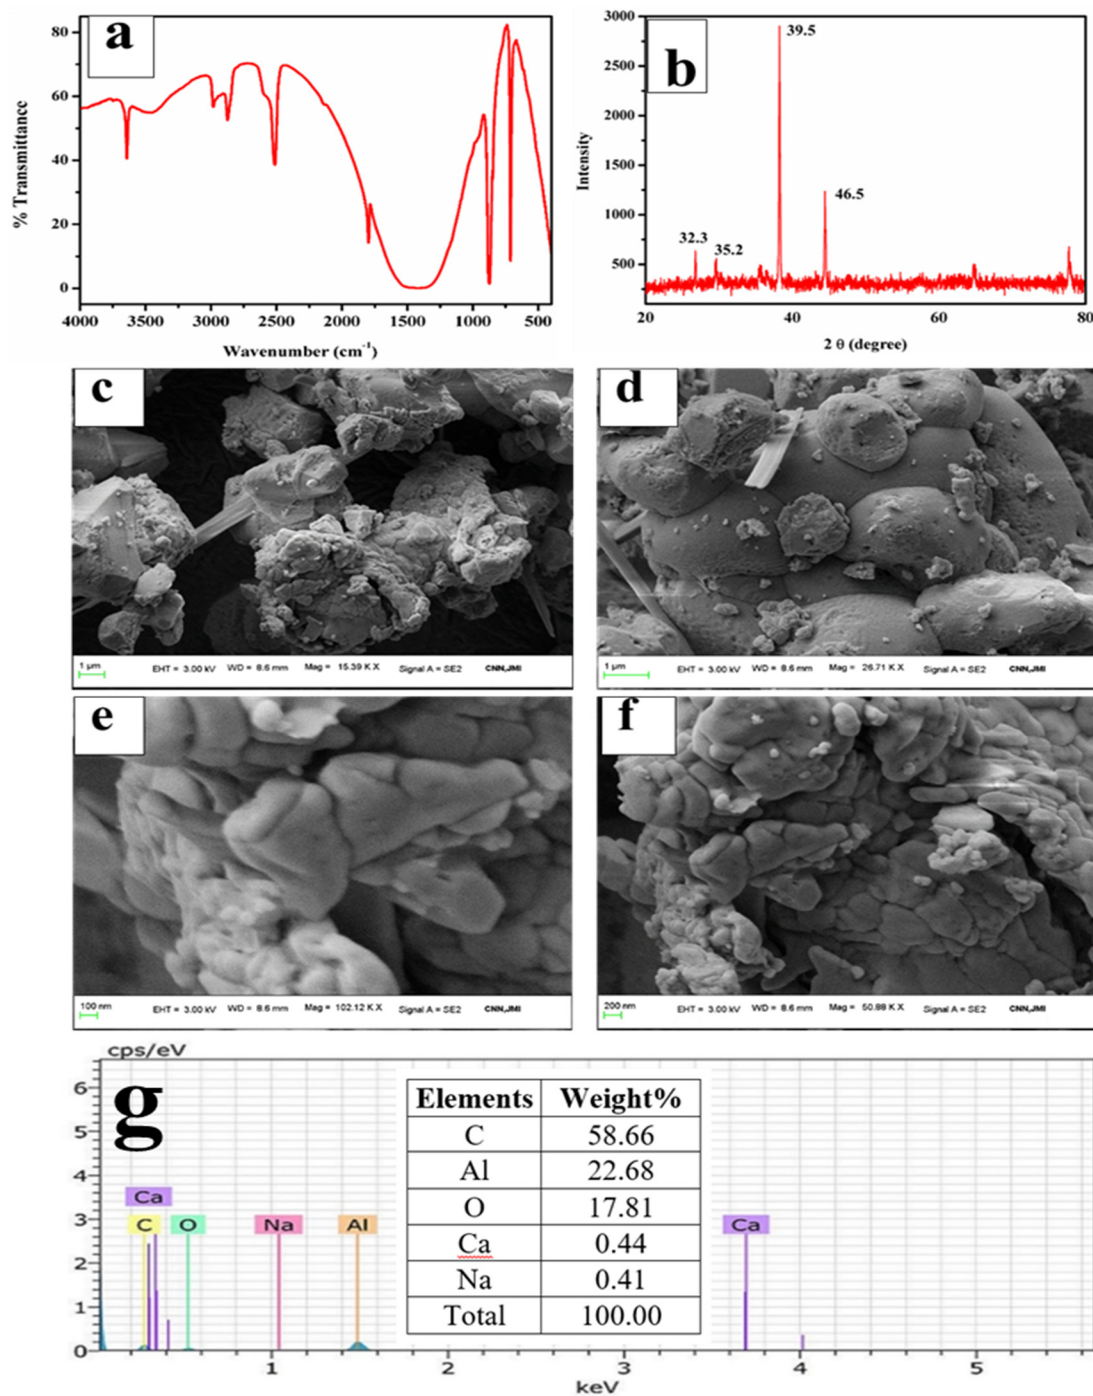 a
% Transmittance
80
60
40
20
0
4000 3500 3000 2500 2000 1500 1000 500
Wavenumber (cm⁻¹)
b
Intensity
3000
2500
2000
1500
1000
500
39.5
46.5
32.3
35.2
20 40 60 80
2 θ (degree)
c
1 µm EHT = 3.00 kV WD = 8.6 mm Mag = 15.39 K X Signal A = SE2 CNN,JMI
d
1 µm EHT = 3.00 kV WD = 8.6 mm Mag = 26.71 K X Signal A = SE2 CNN,JMI
e
100 nm EHT = 3.00 kV WD = 8.6 mm Mag = 102.12 K X Signal A = SE2 CNN,JMI
f
200 nm EHT = 3.00 kV WD = 8.6 mm Mag = 50.88 K X Signal A = SE2 CNN,JMI
cps/eV
g
6
5
4
3
2
1
0
Ca
C O Na Al Ca
Elements Weight%
C 58.66
Al 22.68
O 17.81
Ca 0.44
Na 0.41
Total 100.00
1 2 3 4 5
keV